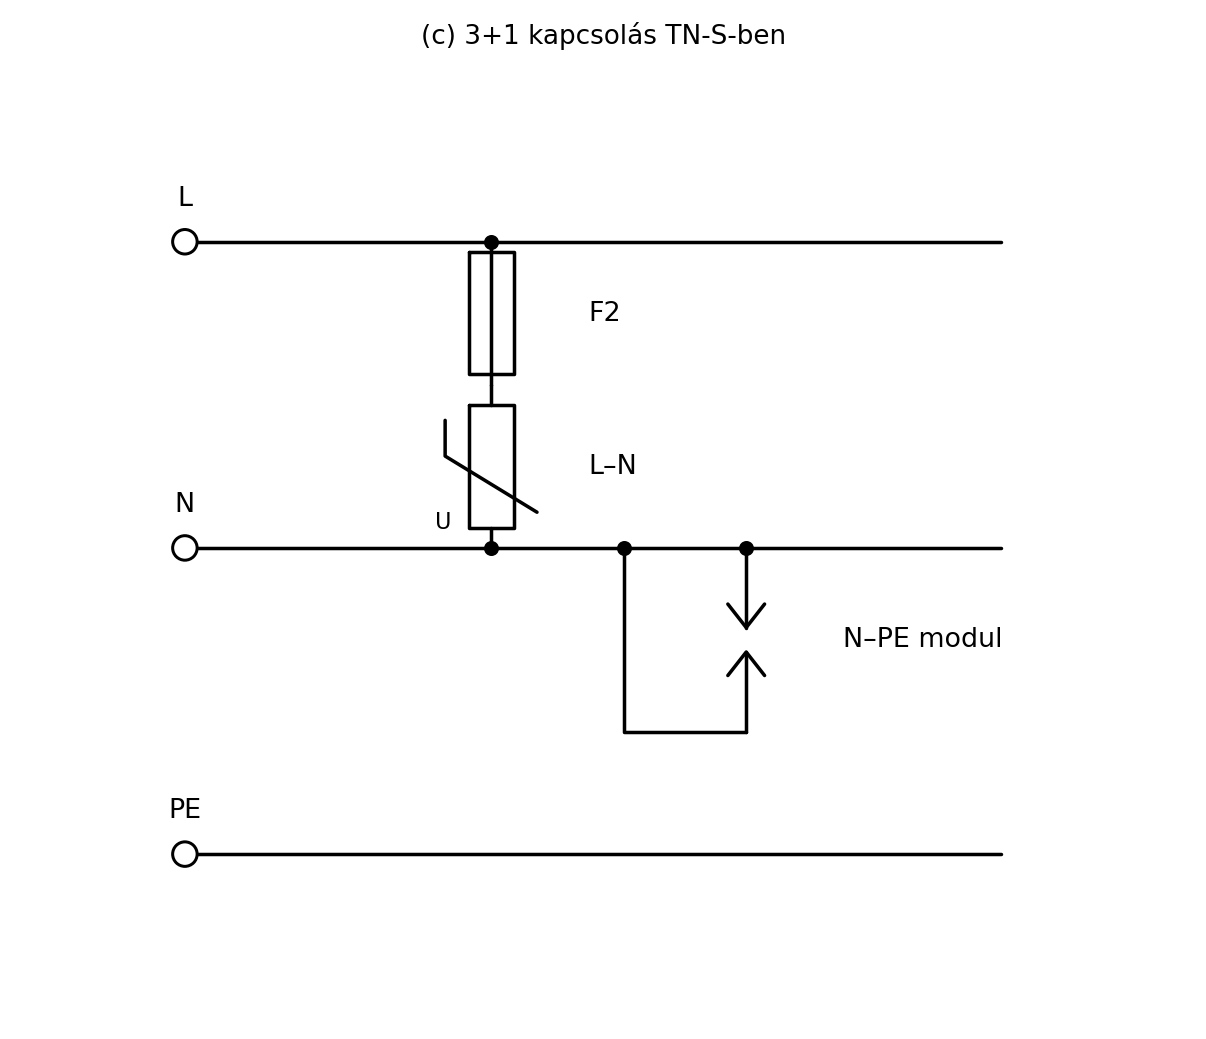 (c) 3+1 kapcsolás TN-S-ben
L
F2
L–N
N
U
N–PE modul
PE